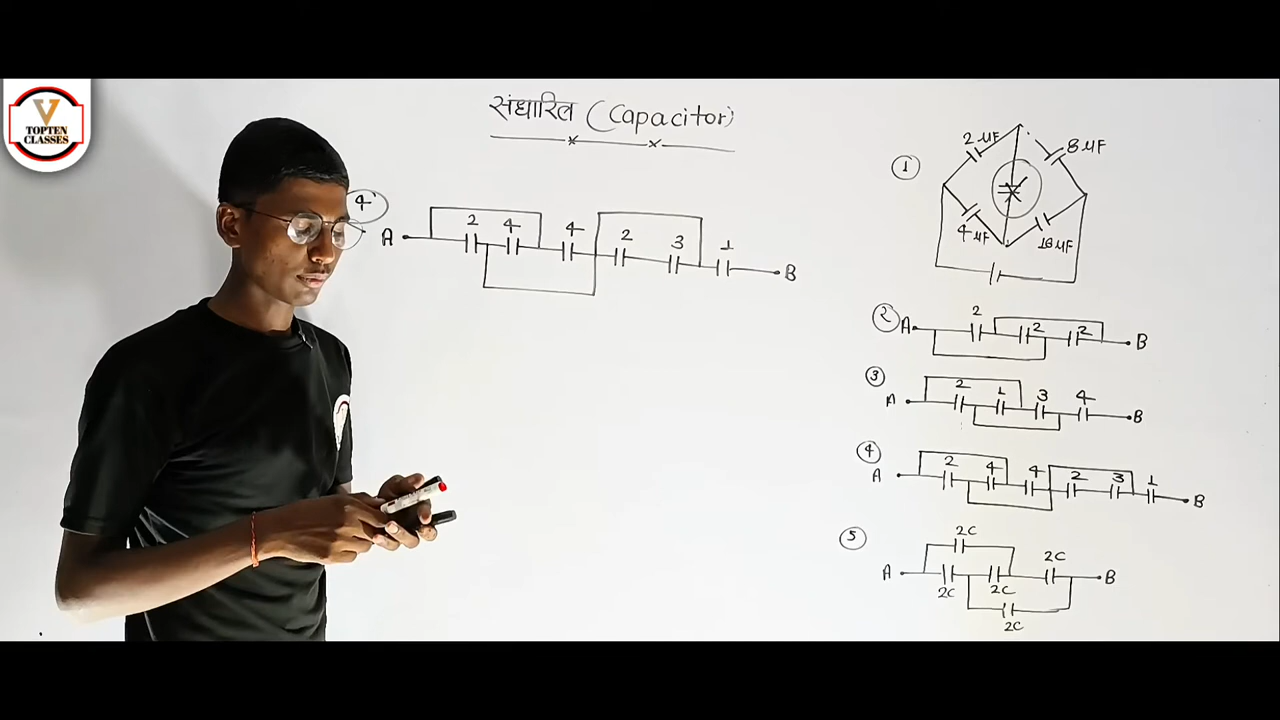 V
TOPTEN
CLASSES
संधारित्र (Capacitor)
4
A 2 4 4 2 3 1 B
1
2 μF 8 μF
4 μF 16 μF
2 A 2 2 2 B
3 A 2 1 3 4 B
4 A 2 4 4 2 3 1 B
5
2C
A 2C 2C 2C B
2C